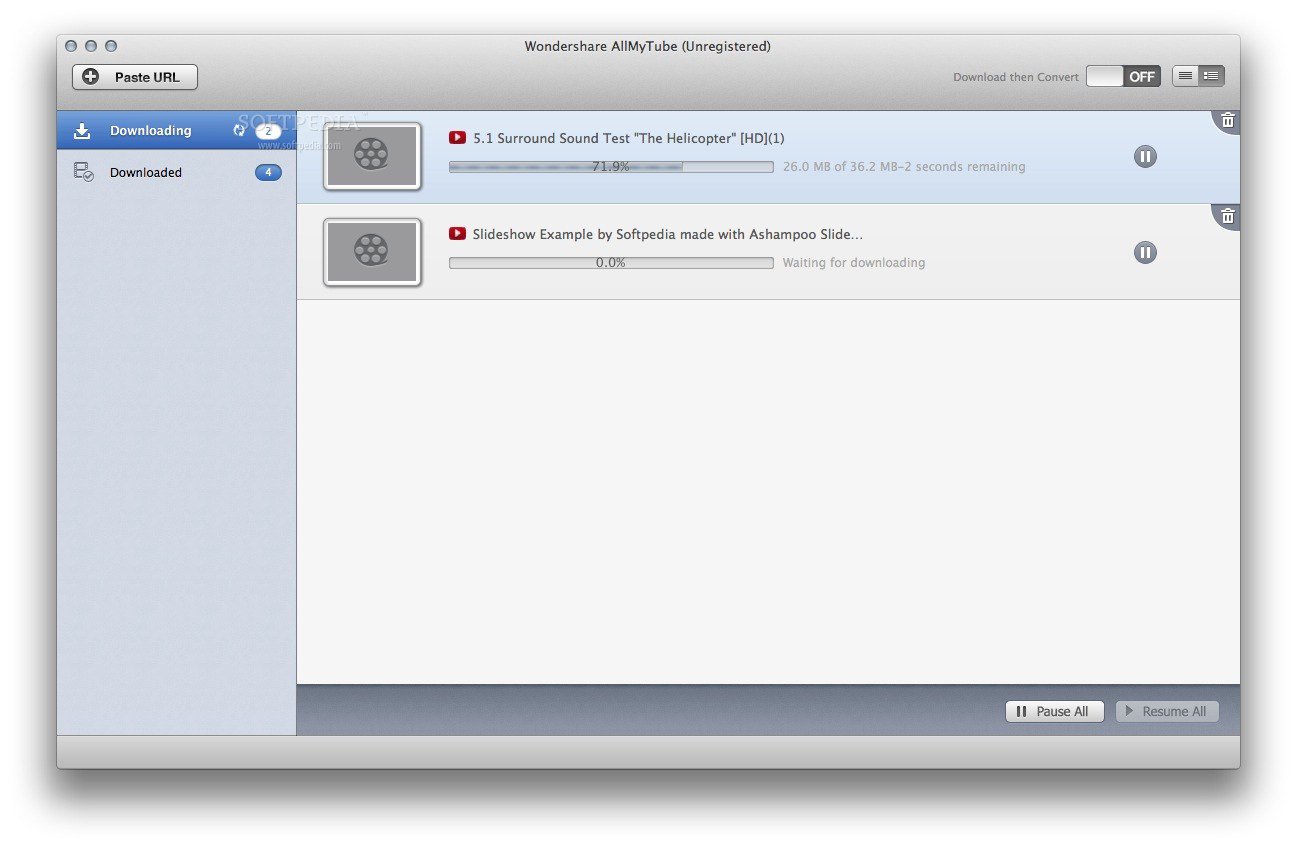 Wondershare AllMyTube (Unregistered)
Paste URL
Download then Convert OFF
Downloading 2
SOFTPEDIA™
www.softpedia.com
Downloaded 4
5.1 Surround Sound Test "The Helicopter" [HD](1)
71.9% 26.0 MB of 36.2 MB-2 seconds remaining
Slideshow Example by Softpedia made with Ashampoo Slide...
0.0% Waiting for downloading
Pause All Resume All